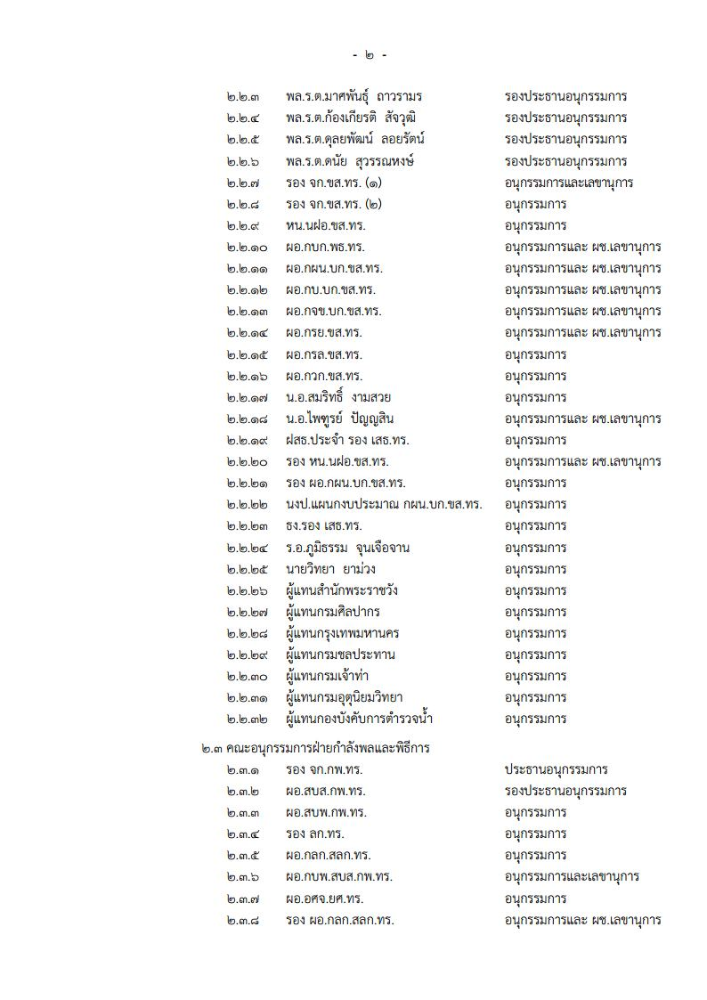 - ๒ -
๒.๒.๓ พล.ร.ต.มาศพันธุ์ ถาวรามร รองประธานอนุกรรมการ
๒.๒.๔ พล.ร.ต.ก้องเกียรติ สัจวุฒิ รองประธานอนุกรรมการ
๒.๒.๕ พล.ร.ต.ดุลยพัฒน์ ลอยรัตน์ รองประธานอนุกรรมการ
๒.๒.๖ พล.ร.ต.ดนัย สุวรรณหงษ์ รองประธานอนุกรรมการ
๒.๒.๗ รอง จก.ขส.ทร. (๑) อนุกรรมการและเลขานุการ
๒.๒.๘ รอง จก.ขส.ทร. (๒) อนุกรรมการ
๒.๒.๙ หน.นฝอ.ขส.ทร. อนุกรรมการ
๒.๒.๑๐ ผอ.กบก.พธ.ทร. อนุกรรมการและ ผช.เลขานุการ
๒.๒.๑๑ ผอ.กผน.บก.ขส.ทร. อนุกรรมการและ ผช.เลขานุการ
๒.๒.๑๒ ผอ.กบ.บก.ขส.ทร. อนุกรรมการและ ผช.เลขานุการ
๒.๒.๑๓ ผอ.กจข.บก.ขส.ทร. อนุกรรมการและ ผช.เลขานุการ
๒.๒.๑๔ ผอ.กรย.ขส.ทร. อนุกรรมการและ ผช.เลขานุการ
๒.๒.๑๕ ผอ.กรล.ขส.ทร. อนุกรรมการ
๒.๒.๑๖ ผอ.กวก.ขส.ทร. อนุกรรมการ
๒.๒.๑๗ น.อ.สมริทธิ์ งามสวย อนุกรรมการ
๒.๒.๑๘ น.อ.ไพฑูรย์ ปัญญสิน อนุกรรมการและ ผช.เลขานุการ
๒.๒.๑๙ ฝสธ.ประจำ รอง เสธ.ทร. อนุกรรมการ
๒.๒.๒๐ รอง หน.นฝอ.ขส.ทร. อนุกรรมการและ ผช.เลขานุการ
๒.๒.๒๑ รอง ผอ.กผน.บก.ขส.ทร. อนุกรรมการ
๒.๒.๒๒ นงป.แผนกงบประมาณ กผน.บก.ขส.ทร. อนุกรรมการ
๒.๒.๒๓ ธง.รอง เสธ.ทร. อนุกรรมการ
๒.๒.๒๔ ร.อ.ภูมิธรรม จุนเจือจาน อนุกรรมการ
๒.๒.๒๕ นายวิทยา ยาม่วง อนุกรรมการ
๒.๒.๒๖ ผู้แทนสำนักพระราชวัง อนุกรรมการ
๒.๒.๒๗ ผู้แทนกรมศิลปากร อนุกรรมการ
๒.๒.๒๘ ผู้แทนกรุงเทพมหานคร อนุกรรมการ
๒.๒.๒๙ ผู้แทนกรมชลประทาน อนุกรรมการ
๒.๒.๓๐ ผู้แทนกรมเจ้าท่า อนุกรรมการ
๒.๒.๓๑ ผู้แทนกรมอุตุนิยมวิทยา อนุกรรมการ
๒.๒.๓๒ ผู้แทนกองบังคับการตำรวจน้ำ อนุกรรมการ
๒.๓ คณะอนุกรรมการฝ่ายกำลังพลและพิธีการ
๒.๓.๑ รอง จก.กพ.ทร. ประธานอนุกรรมการ
๒.๓.๒ ผอ.สบส.กพ.ทร. รองประธานอนุกรรมการ
๒.๓.๓ ผอ.สบพ.กพ.ทร. อนุกรรมการ
๒.๓.๔ รอง ลก.ทร. อนุกรรมการ
๒.๓.๕ ผอ.กลก.สลก.ทร. อนุกรรมการ
๒.๓.๖ ผอ.กบพ.สบส.กพ.ทร. อนุกรรมการและเลขานุการ
๒.๓.๗ ผอ.อศจ.ยศ.ทร. อนุกรรมการ
๒.๓.๘ รอง ผอ.กลก.สลก.ทร. อนุกรรมการและ ผช.เลขานุการ